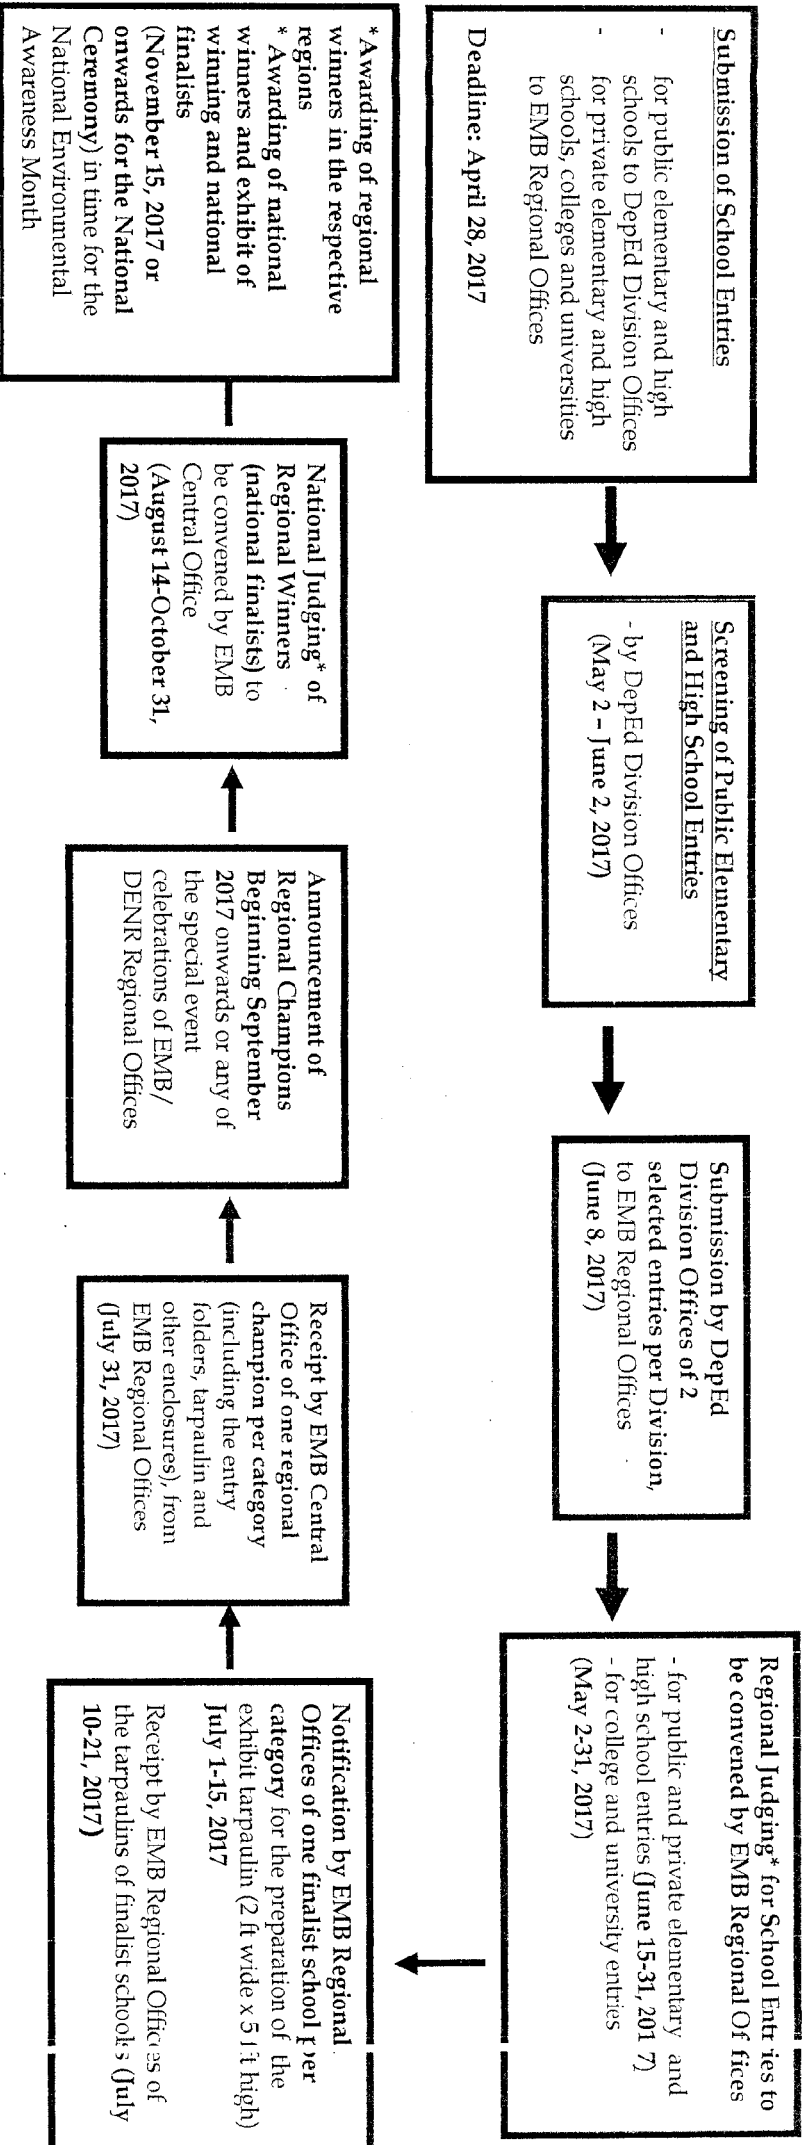 Submission of School Entries
- for public elementary and high
schools to DepEd Division Offices
- for private elementary and high
schools, colleges and universities
to EMB Regional Offices
Deadline: April 28, 2017
Screening of Public Elementary
and High School Entries
- by DepEd Division Offices
(May 2 – June 2, 2017)
Submission by DepEd
Division Offices of 2
selected entries per Division,
to EMB Regional Offices
(June 8, 2017)
Regional Judging* for School Entries to
be convened by EMB Regional Offices
- for public and private elementary and
high school entries (June 15-31, 2017)
- for college and university entries
(May 2-31, 2017)
Notification by EMB Regional
Offices of one finalist school per
category for the preparation of the
exhibit tarpaulin (2 ft wide x 5 ft high)
July 1-15, 2017
Receipt by EMB Regional Offices of
the tarpaulins of finalist schools (July
10-21, 2017)
Receipt by EMB Central
Office of one regional
champion per category
(including the entry
folders, tarpaulin and
other enclosures), from
EMB Regional Offices
(July 31, 2017)
Announcement of
Regional Champions
Beginning September
2017 onwards or any of
the special event
celebrations of EMB/
DENR Regional Offices
National Judging* of
Regional Winners
(national finalists) to
be convened by EMB
Central Office
(August 14-October 31,
2017)
*Awarding of regional
winners in the respective
regions
* Awarding of national
winners and exhibit of
winning and national
finalists
(November 15, 2017 or
onwards for the National
Ceremony) in time for the
National Environmental
Awareness Month